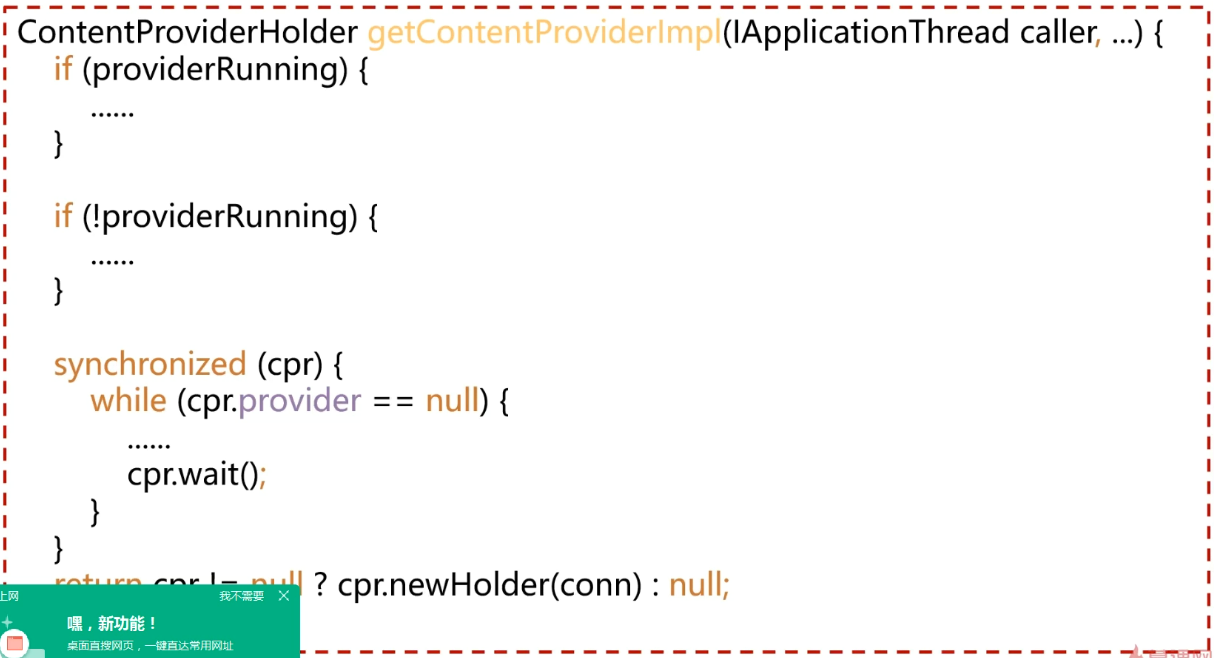 ContentProviderHolder getContentProviderImpl(IApplicationThread caller, ...) {
if (providerRunning) {
......
}
if (!providerRunning) {
......
}
synchronized (cpr) {
while (cpr.provider == null) {
......
cpr.wait();
}
}
return cpr != null ? cpr.newHolder(conn) : null;
上网
我不需要
嘿，新功能！
桌面直搜网页，一键直达常用网址